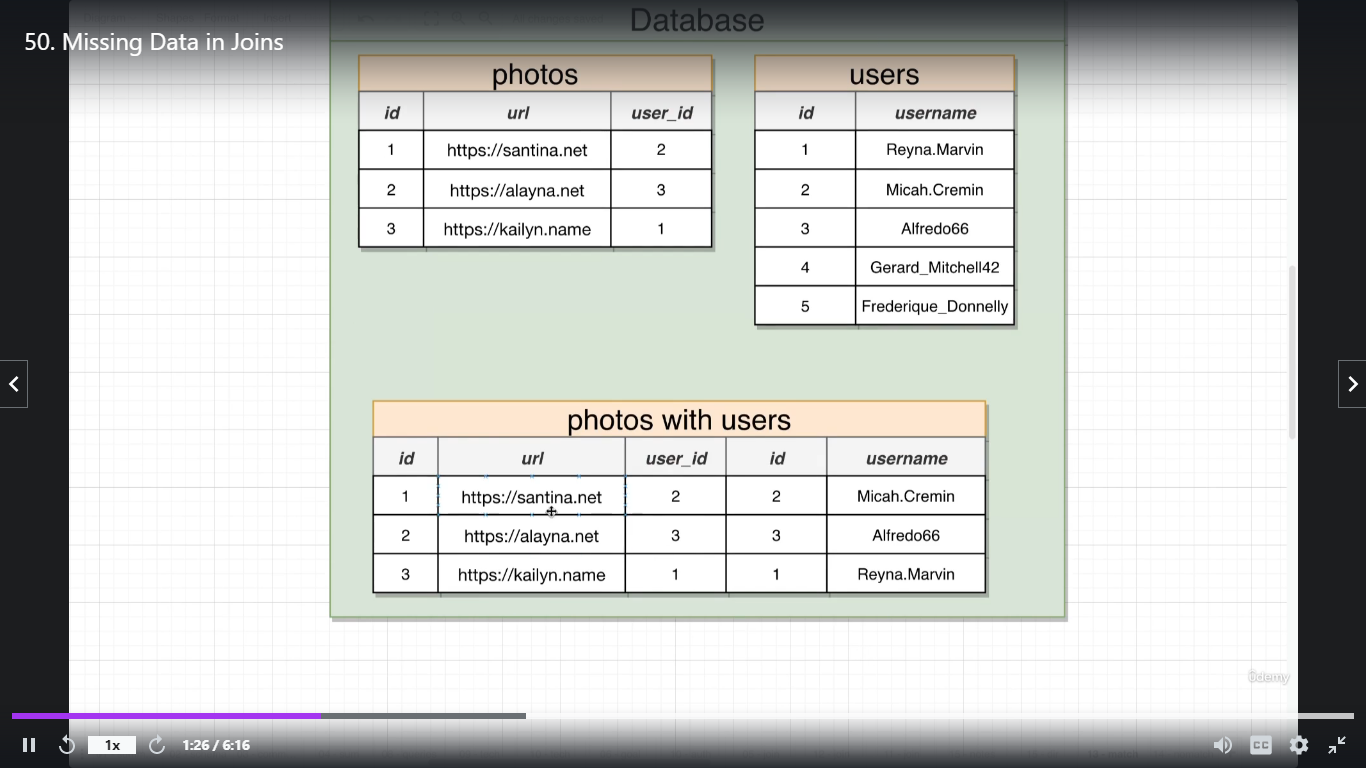 Database
50. Missing Data in Joins
photos
id url user_id
1 https://santina.net 2
2 https://alayna.net 3
3 https://kailyn.name 1
users
id username
1 Reyna.Marvin
2 Micah.Cremin
3 Alfredo66
4 Gerard_Mitchell42
5 Frederique_Donnelly
photos with users
id url user_id id username
1 https://santina.net 2 2 Micah.Cremin
2 https://alayna.net 3 3 Alfredo66
3 https://kailyn.name 1 1 Reyna.Marvin
ûdemy
1x 1:26 / 6:16 CC